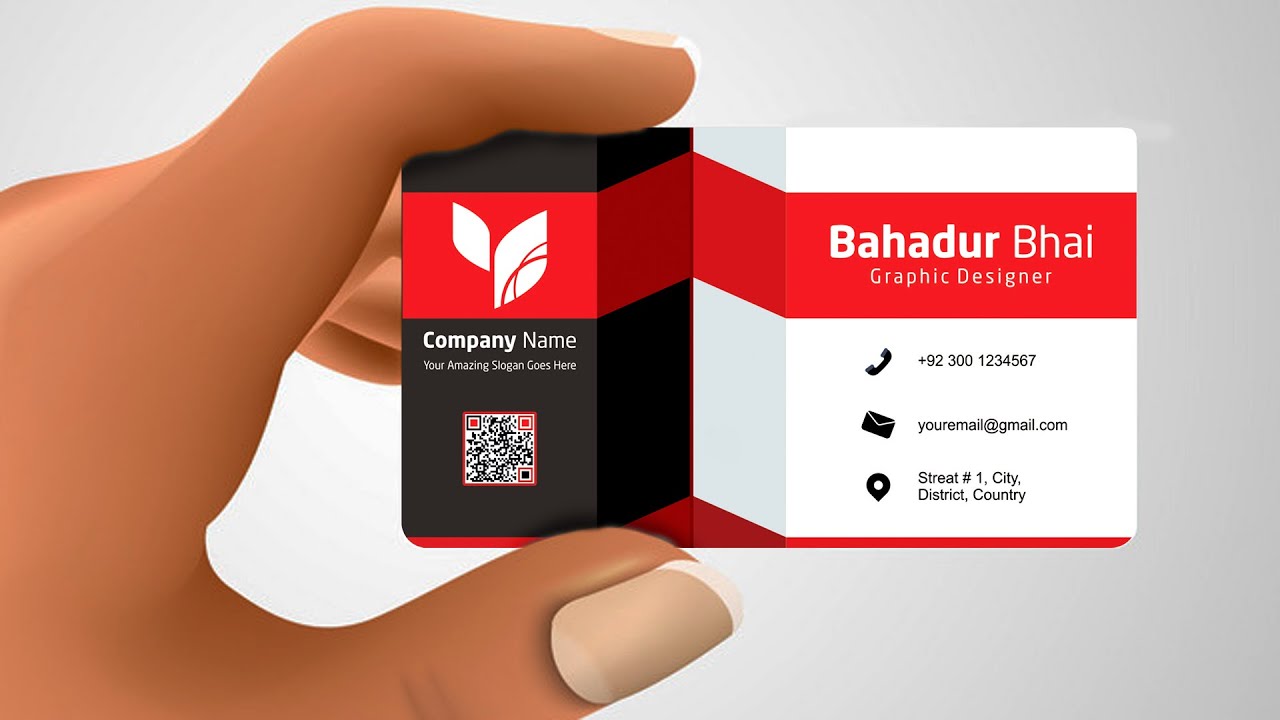 Company Name
Your Amazing Slogan Goes Here
Bahadur Bhai
Graphic Designer
+92 300 1234567
youremail@gmail.com
Streat # 1, City,
District, Country